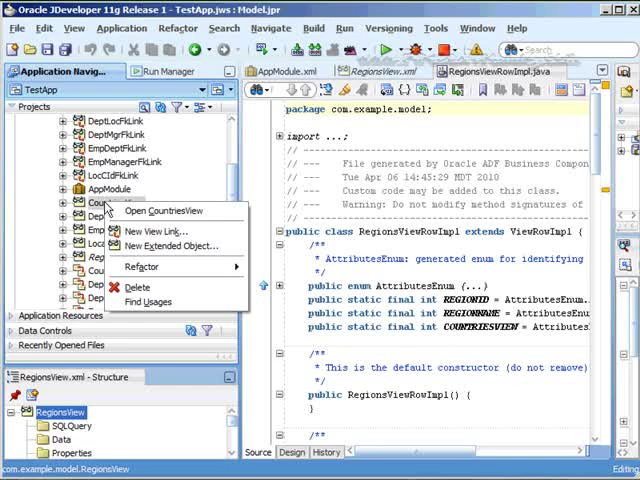 Oracle JDeveloper 11g Release 1 - TestApp.jws : Model.jpr
File Edit View Application Refactor Search Navigate Build Run Versioning Tools Window Help
Search
Application Navig... Run Manager AppModule.xml RegionsView.xml RegionsViewRowImpl.java
TestApp
Projects
DeptLocFkLink
DeptMgrFkLink
EmpDeptFkLink
EmpManagerFkLink
LocCIdFkLink
AppModule
Open CountriesView
New View Link...
New Extended Object...
Refactor
Delete
Find Usages
Application Resources
Data Controls
Recently Opened Files
RegionsView.xml - Structure
RegionsView
SQLQuery
Data
Properties
package com.example.model;
import ...;
// ---------------------------------
// --- File generated by Oracle ADF Business Compon
// --- Tue Apr 06 14:45:29 MDT 2010
// --- Custom code may be added to this class.
// --- Warning: Do not modify method signatures of
// ---------------------------------
public class RegionsViewRowImpl extends ViewRowImpl {
/**
* AttributesEnum: generated enum for identifying
*/
public enum AttributesEnum {...}
public static final int REGIONID = AttributesEnum.
public static final int REGIONNAME = AttributesEnu
public static final int COUNTRIESVIEW = Attributes
/**
* This is the default constructor (do not remove)
*/
public RegionsViewRowImpl() {
}
/**
Source Design History
com.example.model.RegionsView
Editing